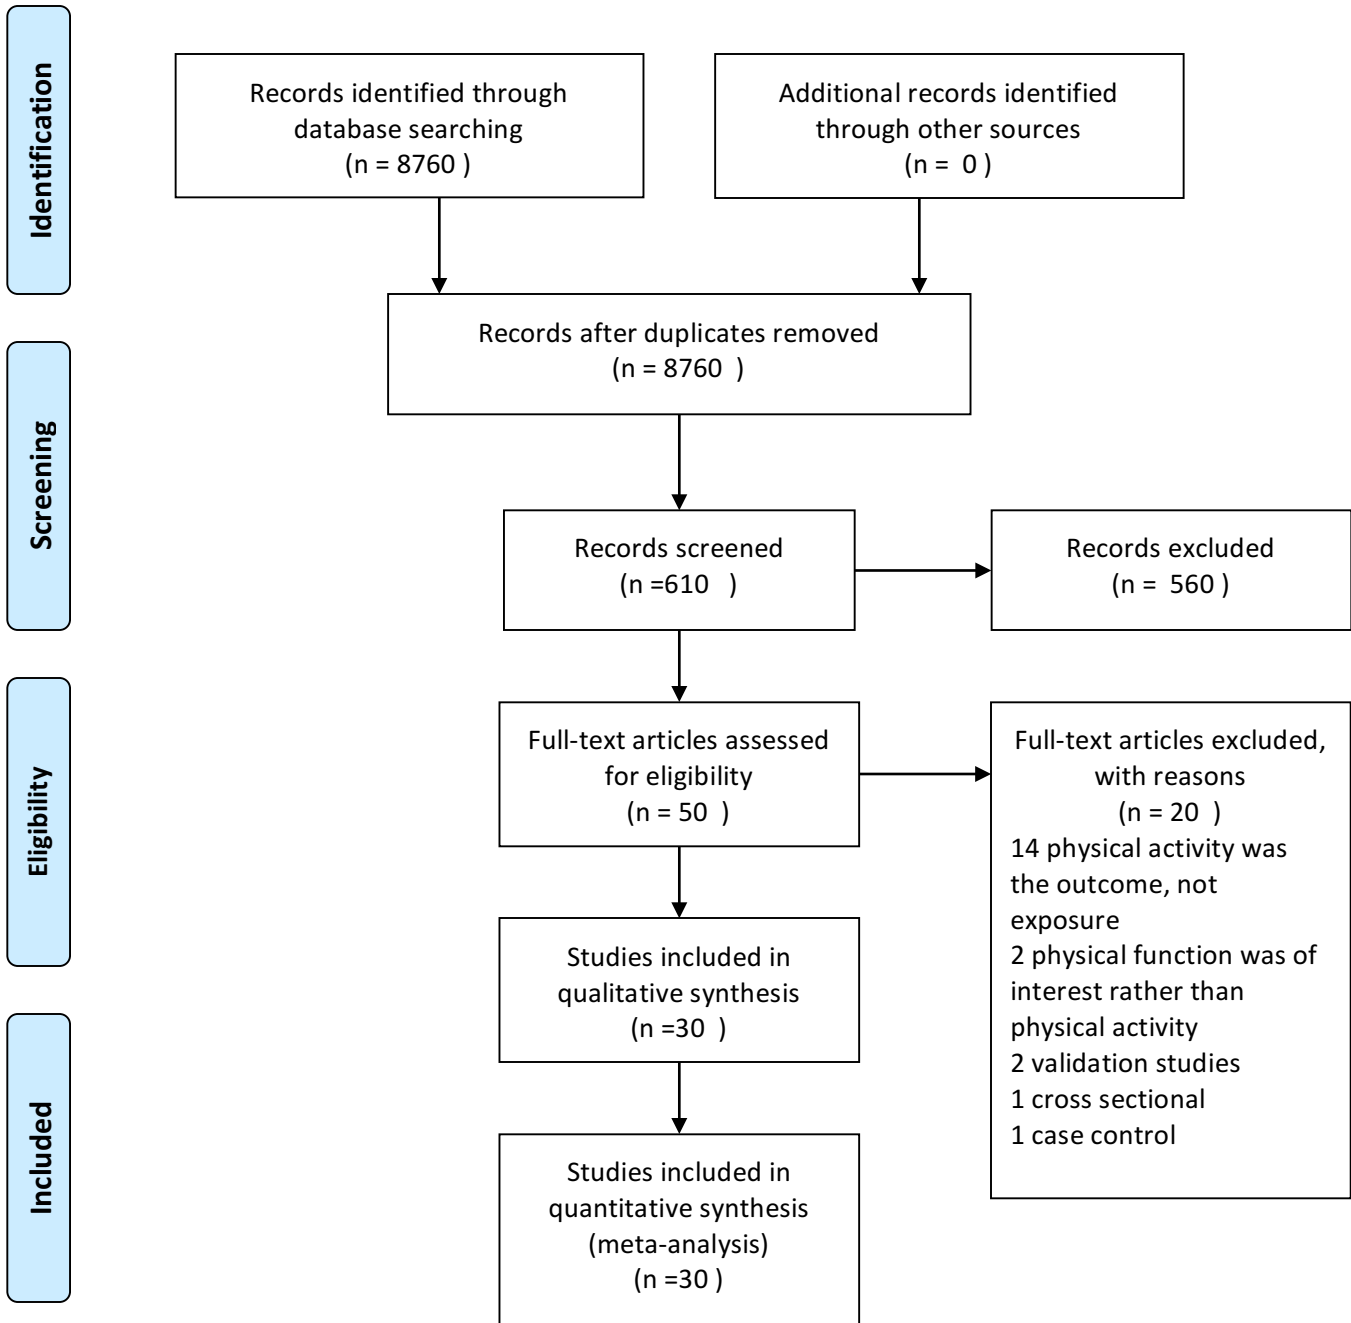 Identification
Records identified through
database searching
(n = 8760 )
Additional records identified
through other sources
(n = 0 )
Records after duplicates removed
(n = 8760 )
Screening
Records screened
(n =610 )
Records excluded
(n = 560 )
Eligibility
Full-text articles assessed
for eligibility
(n = 50 )
Full-text articles excluded,
with reasons
(n = 20 )
14 physical activity was
the outcome, not
exposure
2 physical function was of
interest rather than
physical activity
2 validation studies
1 cross sectional
1 case control
Studies included in
qualitative synthesis
(n =30 )
Included
Studies included in
quantitative synthesis
(meta-analysis)
(n =30 )